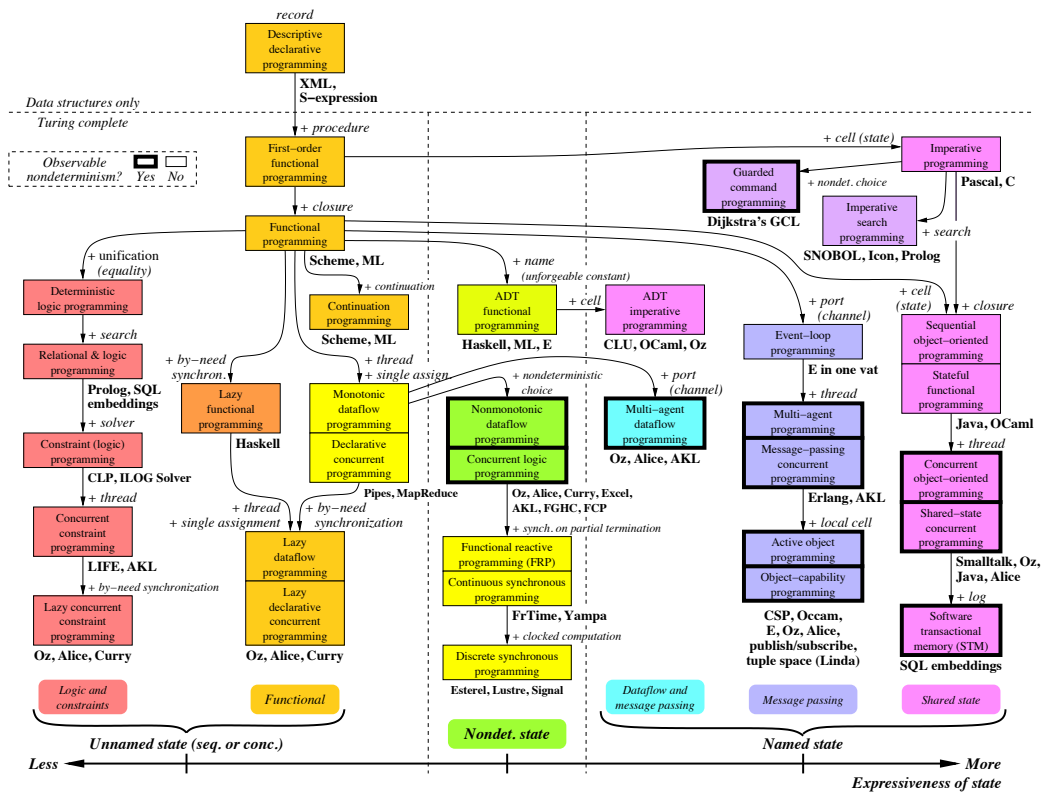 record
Descriptive
declarative
programming
XML,
S−expression
Data structures only
Turing complete
+ procedure
Observable
nondeterminism?
Yes
No
First−order
functional
programming
+ cell (state)
Imperative
programming
Pascal, C
Guarded
command
programming
+ nondet. choice
Dijkstra's GCL
Imperative
search
programming
+ search
SNOBOL, Icon, Prolog
+ closure
Functional
programming
Scheme, ML
+ unification
(equality)
+ continuation
Continuation
programming
Scheme, ML
+ name
(unforgeable constant)
ADT
functional
programming
Haskell, ML, E
+ cell
ADT
imperative
programming
CLU, OCaml, Oz
+ port
(channel)
Event−loop
programming
E in one vat
+ cell
(state)
+ closure
Sequential
object−oriented
programming
Stateful
functional
programming
Java, OCaml
Deterministic
logic programming
+ search
Relational & logic
programming
Prolog, SQL
embeddings
+ solver
Constraint (logic)
programming
CLP, ILOG Solver
+ thread
Concurrent
constraint
programming
LIFE, AKL
+ by−need synchronization
Lazy concurrent
constraint
programming
Oz, Alice, Curry
+ by−need
synchron.
Lazy
functional
programming
Haskell
+ thread
+ single assignment
+ thread
+ single assign.
Monotonic
dataflow
programming
Declarative
concurrent
programming
Pipes, MapReduce
+ by−need
synchronization
Lazy
dataflow
programming
Lazy
declarative
concurrent
programming
Oz, Alice, Curry
+ nondeterministic
choice
Nonmonotonic
dataflow
programming
Concurrent logic
programming
Oz, Alice, Curry, Excel,
AKL, FGHC, FCP
+ synch. on partial termination
Functional reactive
programming (FRP)
Continuous synchronous
programming
FrTime, Yampa
+ clocked computation
Discrete synchronous
programming
Esterel, Lustre, Signal
+ port
(channel)
Multi−agent
dataflow
programming
Oz, Alice, AKL
+ thread
Multi−agent
programming
Message−passing
concurrent
programming
Erlang, AKL
+ local cell
Active object
programming
Object−capability
programming
CSP, Occam,
E, Oz, Alice,
publish/subscribe,
tuple space (Linda)
+ thread
Concurrent
object−oriented
programming
Shared−state
concurrent
programming
Smalltalk, Oz,
Java, Alice
+ log
Software
transactional
memory (STM)
SQL embeddings
Logic and
constraints
Functional
Dataflow and
message passing
Message passing
Shared state
Unnamed state (seq. or conc.)
Nondet. state
Named state
Less
More
Expressiveness of state